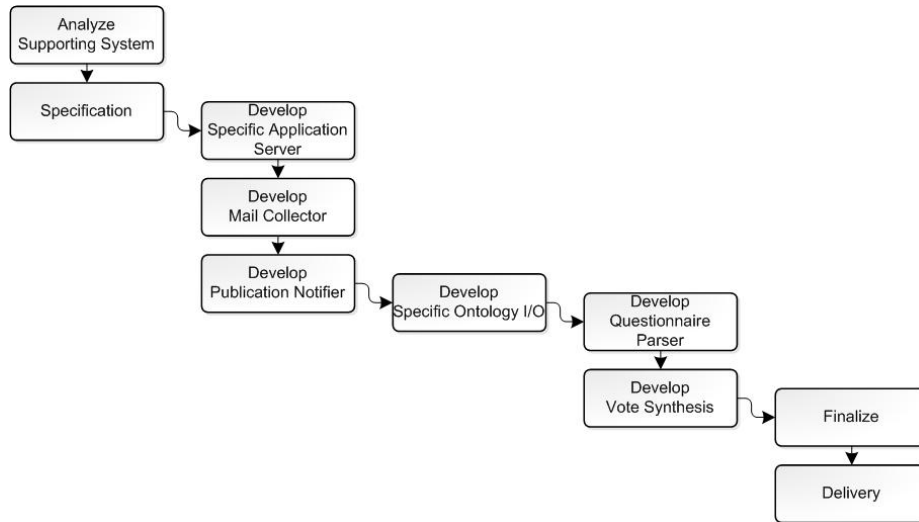 Analyze
Supporting System
Specification
Develop
Specific Application
Server
Develop
Mail Collector
Develop
Publication Notifier
Develop
Specific Ontology I/O
Develop
Questionnaire
Parser
Develop
Vote Synthesis
Finalize
Delivery